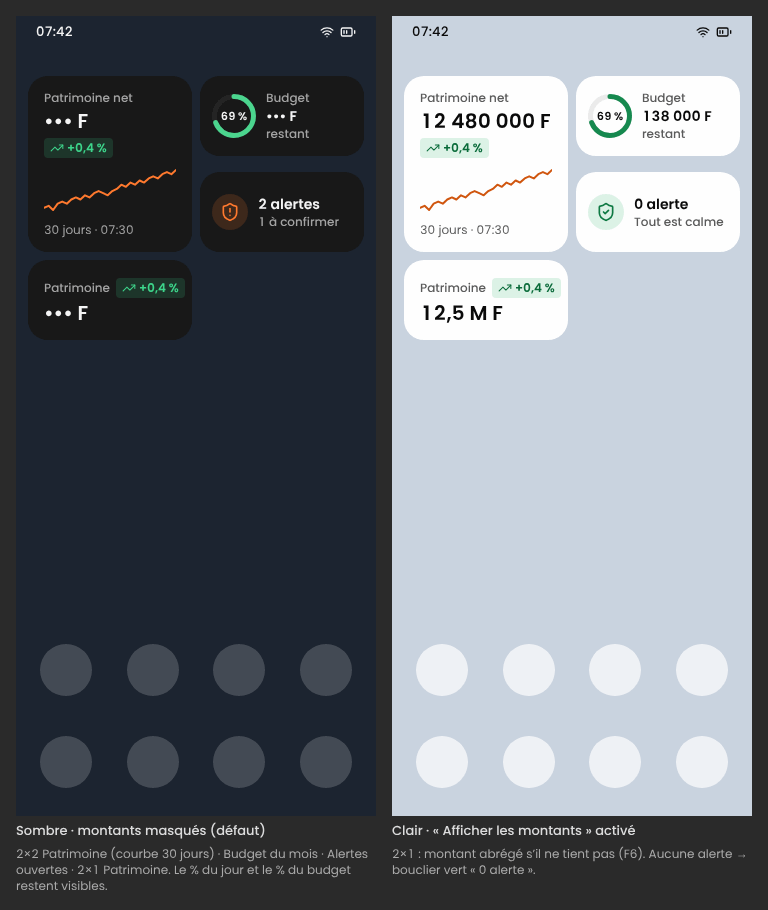 07:42
Patrimoine net
••• F
+0,4 %
30 jours · 07:30
69 %
Budget
••• F
restant
2 alertes
1 à confirmer
Patrimoine
+0,4 %
••• F
Sombre · montants masqués (défaut)
2×2 Patrimoine (courbe 30 jours) · Budget du mois · Alertes
ouvertes · 2×1 Patrimoine. Le % du jour et le % du budget
restent visibles.
07:42
Patrimoine net
12 480 000 F
+0,4 %
30 jours · 07:30
69 %
Budget
138 000 F
restant
0 alerte
Tout est calme
Patrimoine
+0,4 %
12,5 M F
Clair · « Afficher les montants » activé
2×1 : montant abrégé s’il ne tient pas (F6). Aucune alerte →
bouclier vert « 0 alerte ».